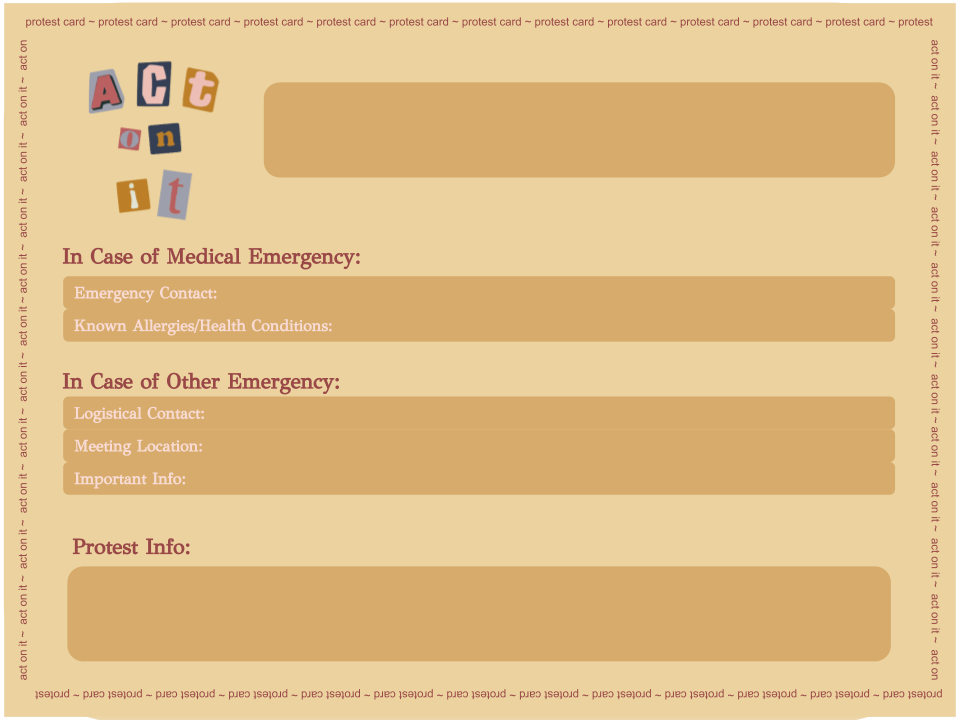 protest card ~ protest card ~ protest card ~ protest card ~ protest card ~ protest card ~ protest card ~ protest card ~ protest card ~ protest card ~ protest card ~ protest card ~ protest
act on it ~ act on it ~ act on it ~ act on it ~ act on it ~ act on it ~ act on it ~ act on it ~ act on it ~ act on it ~ act on it ~ act on
Act
on
it
In Case of Medical Emergency:
Emergency Contact:
Known Allergies/Health Conditions:
In Case of Other Emergency:
Logistical Contact:
Meeting Location:
Important Info:
Protest Info:
act on it ~ act on it ~ act on it ~ act on it ~ act on it ~ act on it ~ act on it ~ act on it ~ act on it ~ act on it ~ act on it ~ act on
protest card ~ protest card ~ protest card ~ protest card ~ protest card ~ protest card ~ protest card ~ protest card ~ protest card ~ protest card ~ protest card ~ protest card ~ protest